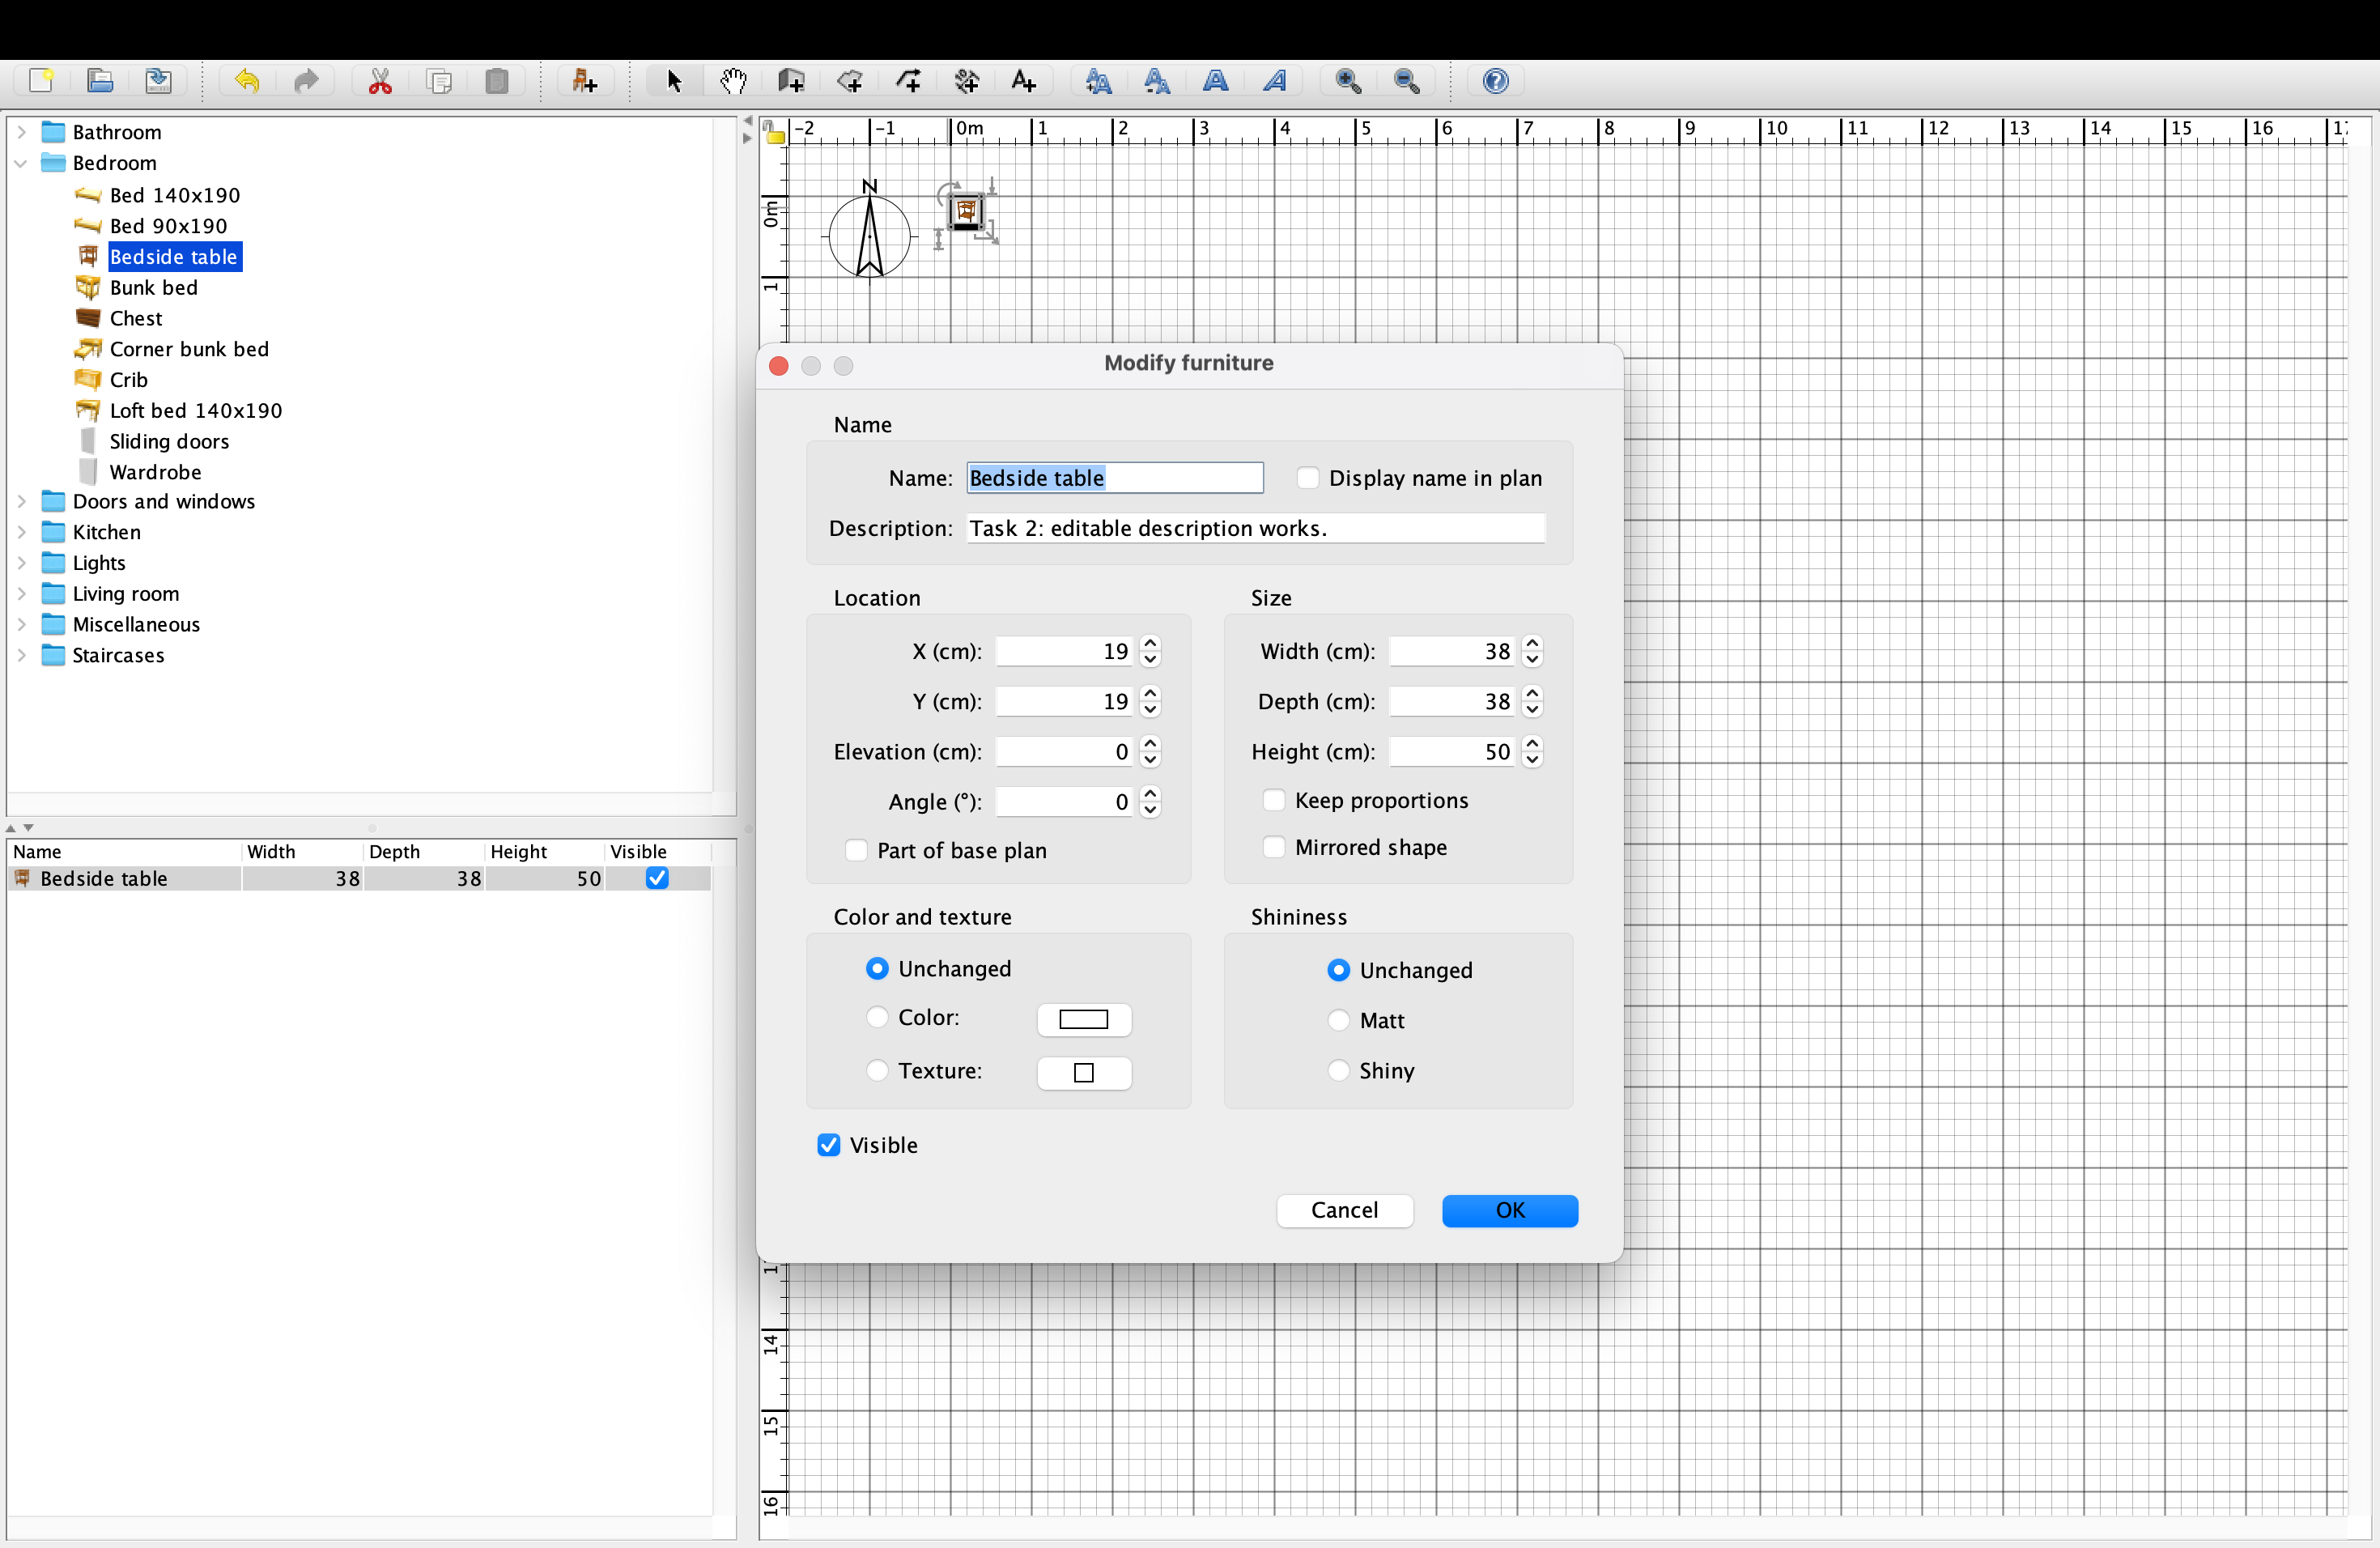 Bathroom
Bedroom
Bed 140x190
Bed 90x190
Bedside table
Bunk bed
Chest
Corner bunk bed
Crib
Loft bed 140x190
Sliding doors
Wardrobe
Doors and windows
Kitchen
Lights
Living room
Miscellaneous
Staircases
Name Width Depth Height Visible
Bedside table 38 38 50
-2 -1 0m 1 2 3 4 5 6 7 8 9 10 11 12 13 14 15 16
N
0m
1
Modify furniture
Name
Name: Bedside table Display name in plan
Description: Task 2: editable description works.
Location Size
X (cm): 19 Width (cm): 38
Y (cm): 19 Depth (cm): 38
Elevation (cm): 0 Height (cm): 50
Angle (°): 0 Keep proportions
Part of base plan Mirrored shape
Color and texture Shininess
Unchanged Unchanged
Color: Matt
Texture: Shiny
Visible
Cancel OK
14
15
16